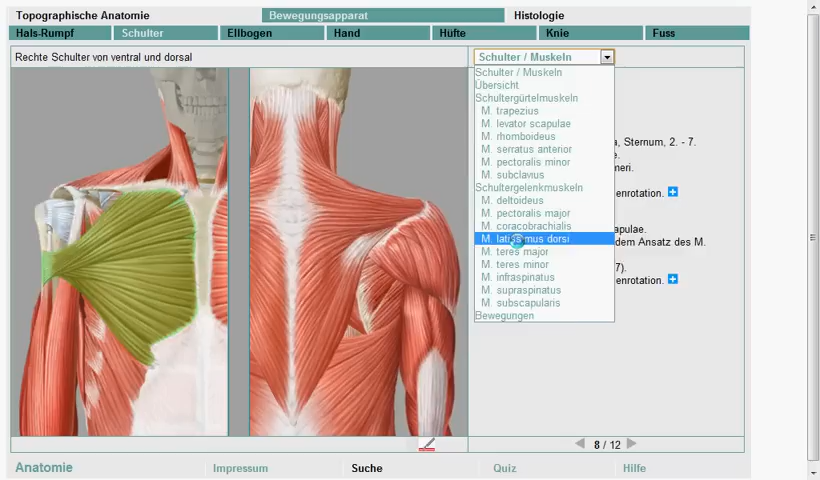 Topographische Anatomie
Bewegungsapparat
Histologie
Hals-Rumpf
Schulter
Ellbogen
Hand
Hüfte
Knie
Fuss
Rechte Schulter von ventral und dorsal
Schulter / Muskeln
Schulter / Muskeln
Übersicht
Schultergürtelmuskeln
M. trapezius
M. levator scapulae
M. rhomboideus
M. serratus anterior
M. pectoralis minor
M. subclavius
Schultergelenkmuskeln
M. deltoideus
M. pectoralis major
M. coracobrachialis
M. latissimus dorsi
M. teres major
M. teres minor
M. infraspinatus
M. supraspinatus
M. subscapularis
Bewegungen
a, Sternum, 2. - 7.
e.
meri.
enrotation.
apulae.
dem Ansatz des M.
7).
enrotation.
8 / 12
Anatomie
Impressum
Suche
Quiz
Hilfe